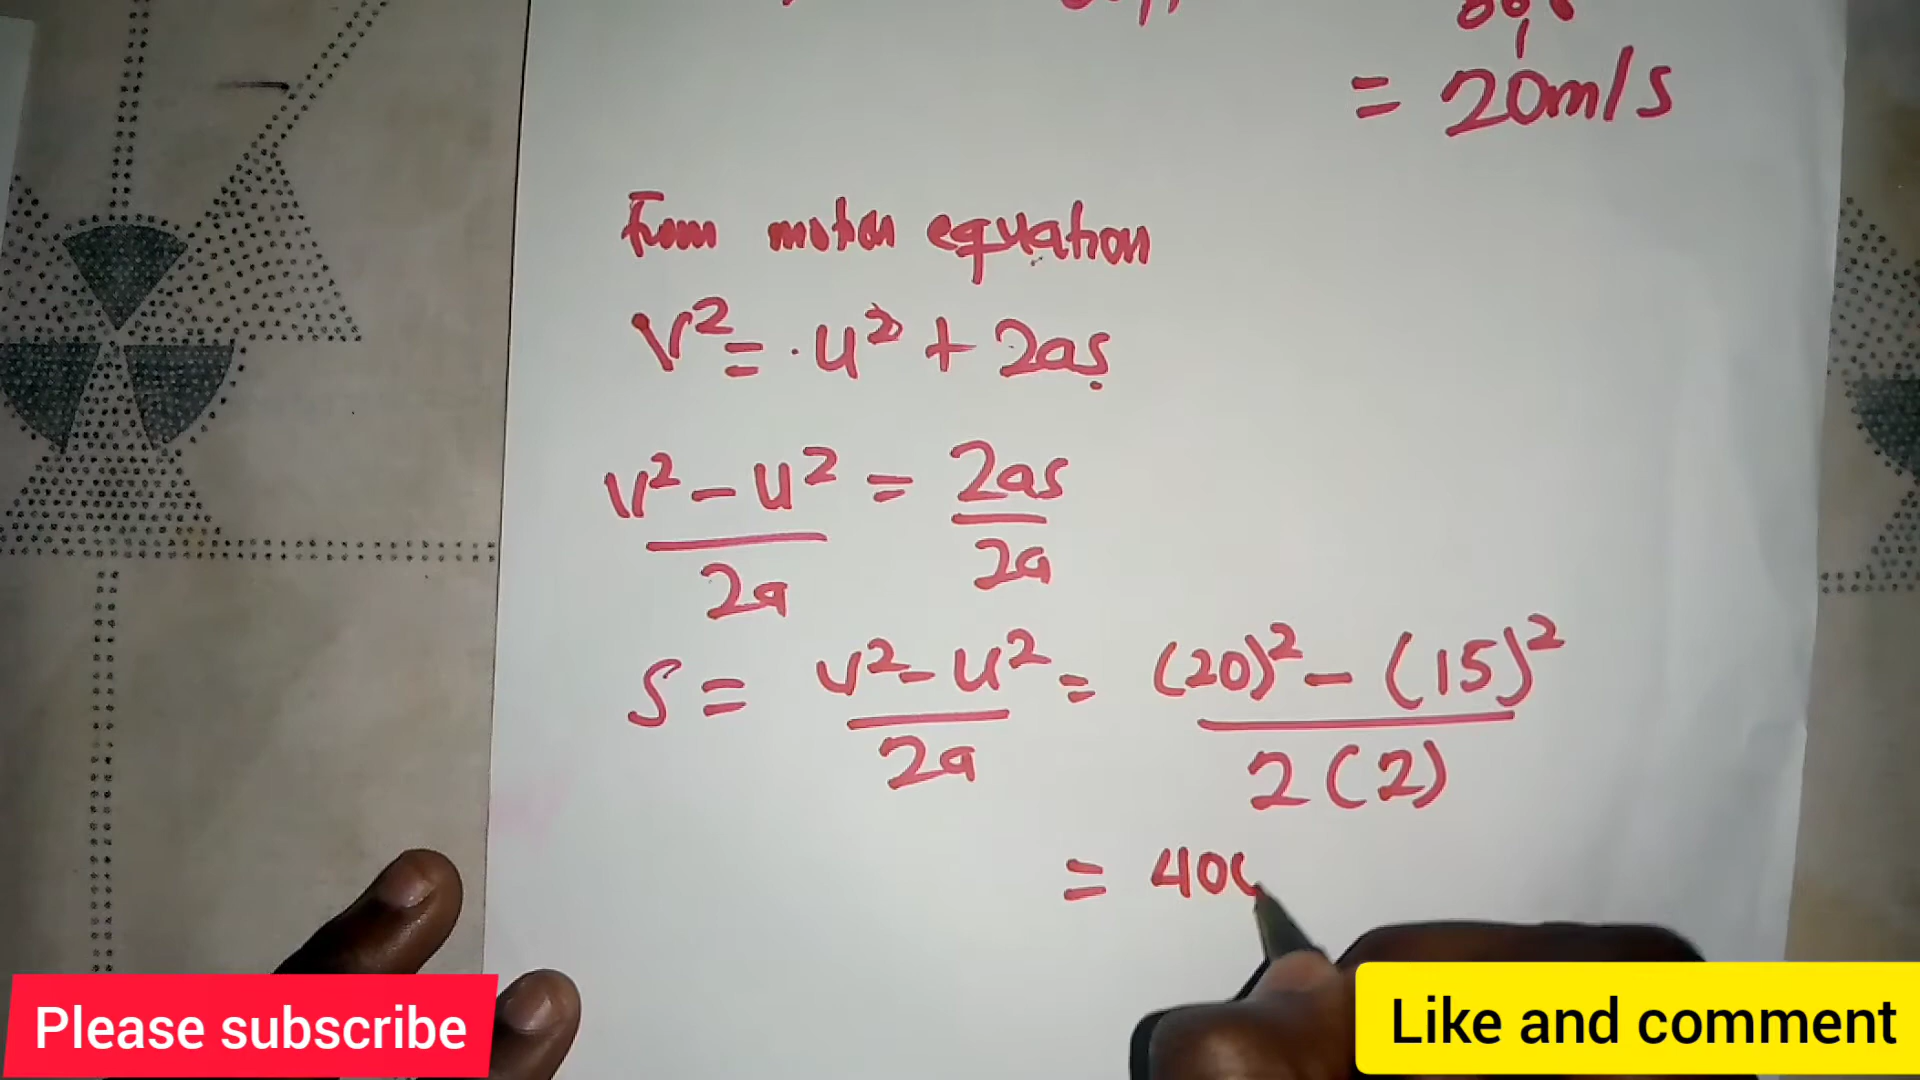 = 20m/s
From motion equation
V² = u² + 2as
V² - u² = 2as
2a 2a
S = V² - u² = (20)² - (15)²
2a 2(2)
= 400
Please subscribe
Like and comment